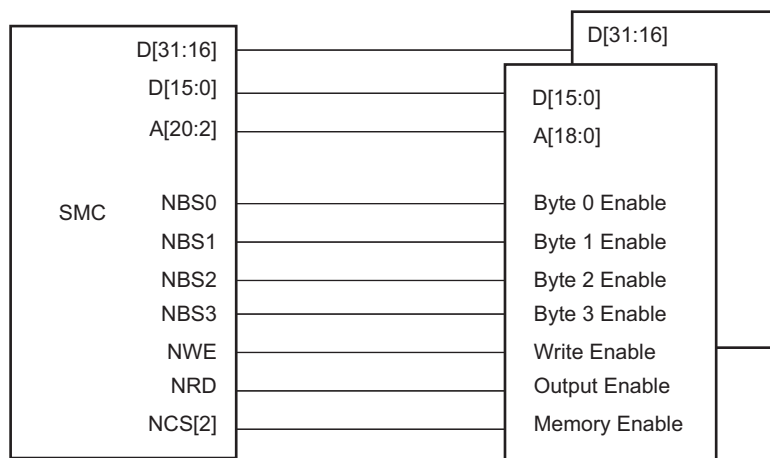 D[31:16] D[31:16]
D[15:0] D[15:0]
A[20:2] A[18:0]
SMC NBS0 Byte 0 Enable
NBS1 Byte 1 Enable
NBS2 Byte 2 Enable
NBS3 Byte 3 Enable
NWE Write Enable
NRD Output Enable
NCS[2] Memory Enable